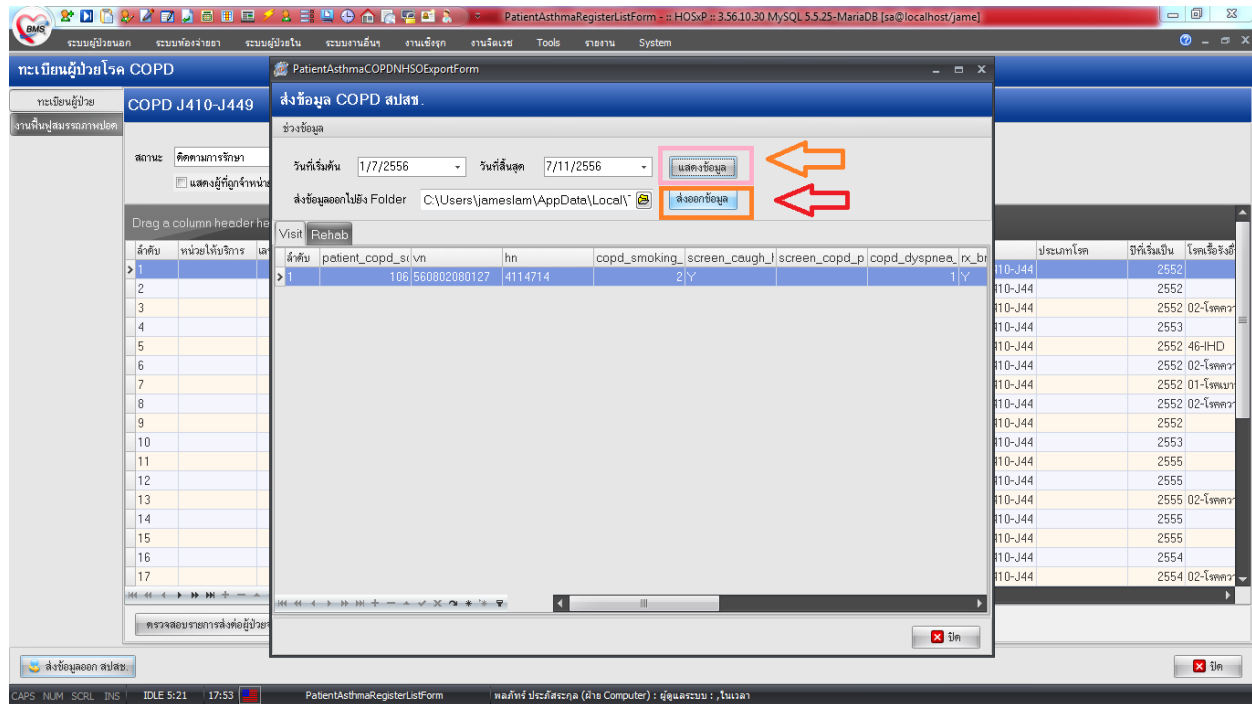 BMS
PatientAsthmaRegisterListForm - :: HOSxP :: 3.56.10.30 MySQL 5.5.25-MariaDB [sa@localhost/jame]
ระบบผู้ป่วยนอก ระบบห้องจ่ายยา ระบบผู้ป่วยใน ระบบงานอื่นๆ งานเชิงรุก งานจิตเวช Tools รายงาน System
ทะเบียนผู้ป่วยโรค COPD
PatientAsthmaCOPDNHSOExportForm
ทะเบียนผู้ป่วย
งานฟื้นฟูสมรรถภาพปอด
COPD J410-J449
ส่งข้อมูล COPD สปสช.
ช่วงข้อมูล
สถานะ ติดตามการรักษา
วันที่เริ่มต้น 1/7/2556 วันที่สิ้นสุด 7/11/2556 แสดงข้อมูล
แสดงผู้ที่ถูกจำหน่าย
ส่งข้อมูลออกไปยัง Folder C:\Users\jameslam\AppData\Local\ ส่งออกข้อมูล
Drag a column header he
Visit Rehab
ลำดับ หน่วยให้บริการ
ลำดับ patient_copd_sc vn hn copd_smoking_ screen_caugh_ screen_copd_p copd_dyspnea_ rx_br
1 106 560802080127 4114714 2 Y 1 Y
ประเภทโรค ปีที่เริ่มเป็น โรคเรื้อรังอื่
1 10-J44 2552
2 10-J44 2552
3 10-J44 2552 02-โรคควา
4 10-J44 2553
5 10-J44 2552 46-IHD
6 10-J44 2552 02-โรคควา
7 10-J44 2552 01-โรคเบา
8 10-J44 2552 02-โรคควา
9 10-J44 2552
10 10-J44 2553
11 10-J44 2555
12 10-J44 2555
13 10-J44 2555 02-โรคควา
14 10-J44 2555
15 10-J44 2555
16 10-J44 2554
17 10-J44 2554 02-โรคควา
ตรวจสอบรายการส่งต่อผู้ป่วย
ปิด
ส่งข้อมูลออก สปสช.
ปิด
CAPS NUM SCRL INS IDLE 5:21 17:53 PatientAsthmaRegisterListForm พลภัทร์ ประภัสระกุล (ฝ่าย Computer) : ผู้ดูแลระบบ : ,ในเวลา